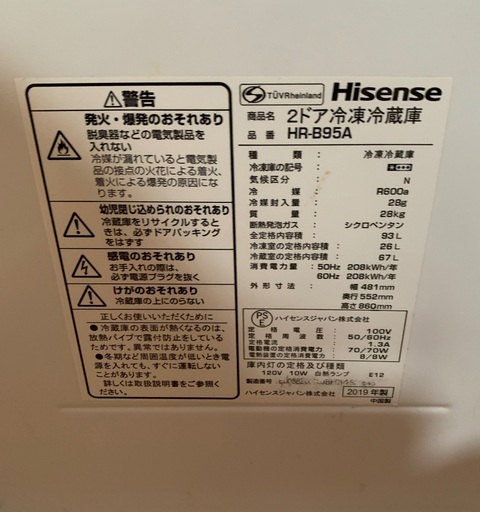 警告
発火・爆発のおそれあり
脱臭器などの電気製品を
入れない
冷媒が漏れていると電気製
品の接点の火花による着火、
着火による爆発の原因に
なります。
幼児閉じ込められのおそれあり
冷蔵庫をリサイクルすると
きは、必ずドアパッキング
をはずす
感電のおそれあり
お手入れの際は、
必ず電源プラグを抜く
けがのおそれあり
冷蔵庫の上にのらない
正しくお使いいただくために
●冷蔵庫の表面が熱くなるのは、
放熱パイプで露付防止をしている
ためで、異常ではありません。
●冬期など周囲温度が低いとき電
源を入れても、すぐに運転しない
ことがあります。
詳しくは取扱説明書をご参照く
ださい。
TÜVRheinland Hisense
商品名 2ドア冷凍冷蔵庫
品番 HR-B95A
種類 : 冷凍冷蔵庫
冷凍庫の記号 :
気候区分 : N
冷媒 : R600a
冷媒封入量 : 28g
質量 : 28kg
断熱発泡ガス : シクロペンタン
全定格内容積 : 93L
冷凍室の定格内容積 : 26L
冷蔵室の定格内容積 : 67L
消費電力量 : 50Hz 208kWh/年
60Hz 208kWh/年
外形寸法 : 幅481mm
奥行552mm
高さ860mm
PSE ハイセンスジャパン株式会社
定格電圧 : 100V
定格周波数 : 50/60Hz
定格電流 : 1.3A
電動機の定格消費電力 : 70/70W
電熱装置の定格消費電力 : 8/8W
庫内灯の定格及び種類
120V 10W 白熱ランプ E12
製造番号:
ハイセンスジャパン株式会社 2019年製
中国製